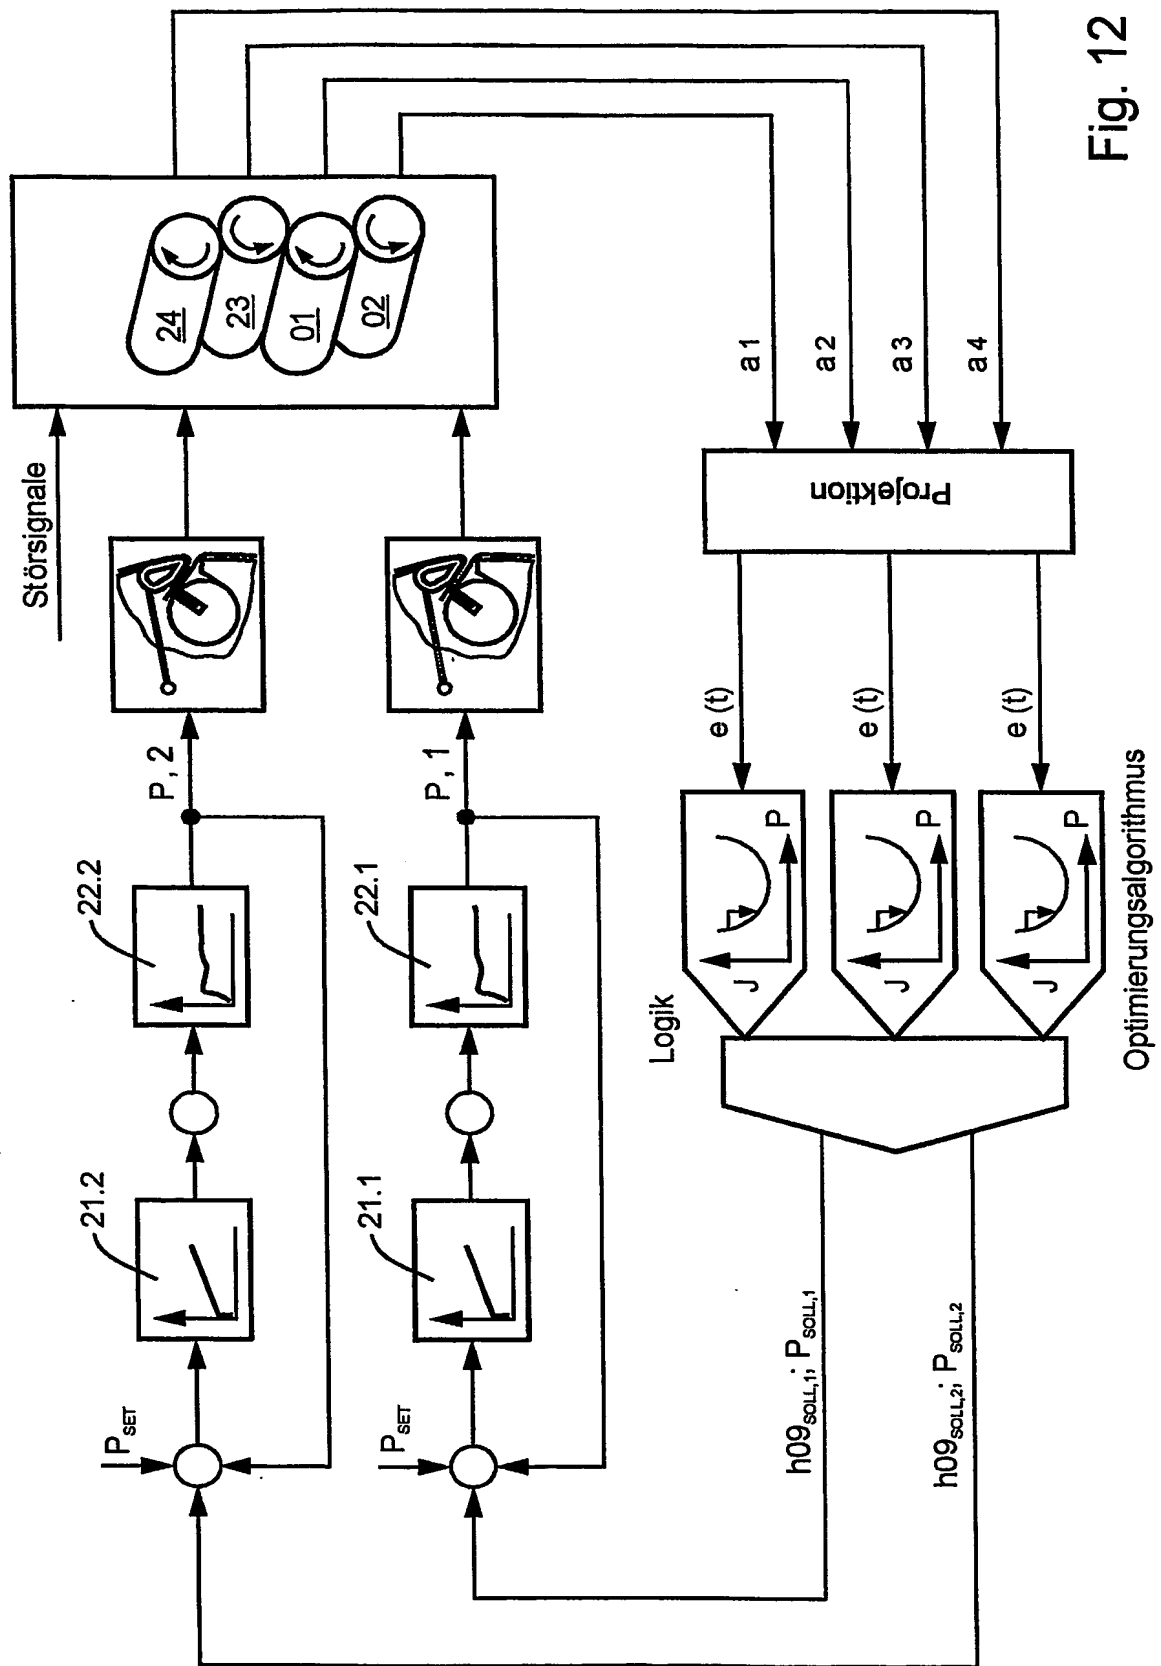 Störsignale
24
23
01
02
P_SET
21.2
22.2
P, 2
P_SET
21.1
22.1
P, 1
h09_SOLL,1; P_SOLL,1
h09_SOLL,2; P_SOLL,2
Logik
J
P
J
P
J
P
Optimierungsalgorithmus
e (t)
e (t)
e (t)
Projektion
a 1
a 2
a 3
a 4
Fig. 12